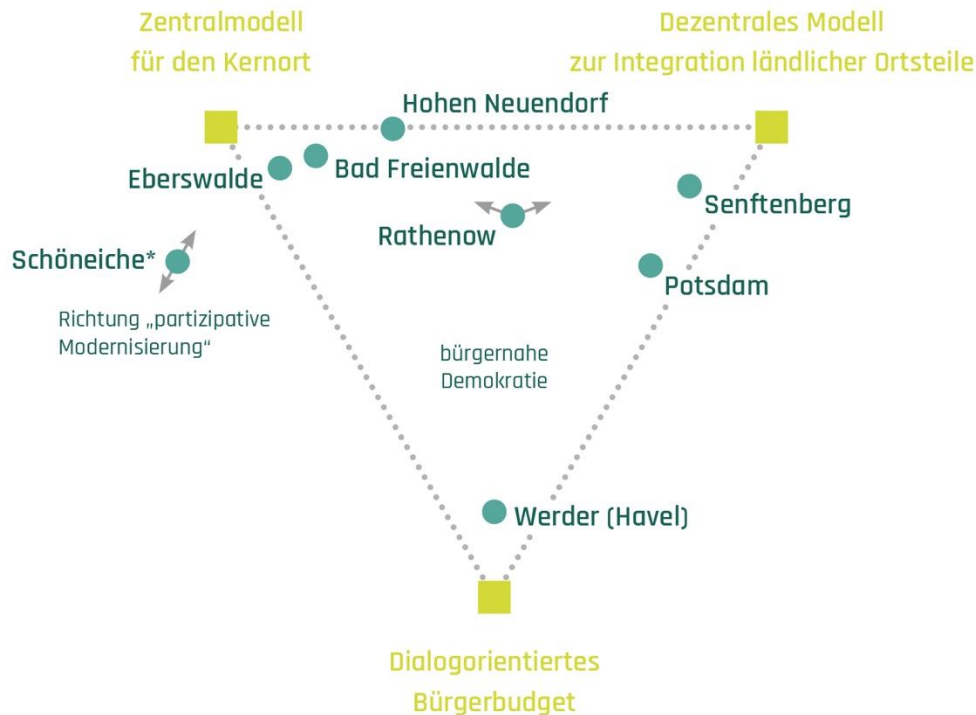 Zentralmodell
für den Kernort
Dezentrales Modell
zur Integration ländlicher Ortsteile
Hohen Neuendorf
Bad Freienwalde
Eberswalde
Senftenberg
Rathenow
Schöneiche*
Potsdam
Richtung „partizipative
Modernisierung“
bürgernahe
Demokratie
Werder (Havel)
Dialogorientiertes
Bürgerbudget